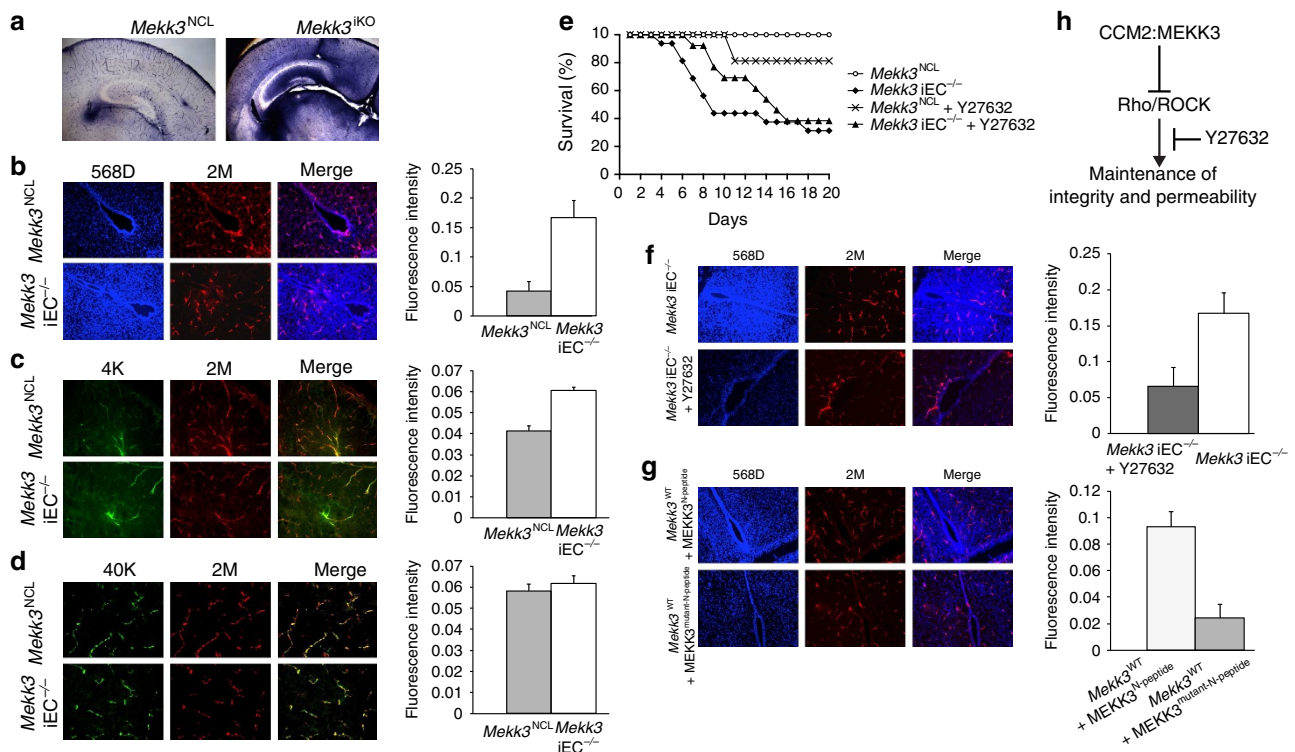 a
Mekk3NCL
Mekk3iKO
b
568D 2M Merge
Mekk3NCL
Mekk3 iEC−/−
Fluorescence intensity
0.25
0.2
0.15
0.1
0.05
0
Mekk3NCL Mekk3 iEC−/−
c
4K 2M Merge
Mekk3NCL
Mekk3 iEC−/−
Fluorescence intensity
0.07
0.06
0.05
0.04
0.03
0.02
0.01
0
Mekk3NCL Mekk3 iEC−/−
d
40K 2M Merge
Mekk3NCL
Mekk3 iEC−/−
Fluorescence intensity
0.07
0.06
0.05
0.04
0.03
0.02
0.01
0
Mekk3NCL Mekk3 iEC−/−
e
Survival (%)
10
80
60
40
20
0
0 2 4 6 8 10 12 14 16 18 20
Days
Mekk3NCL
Mekk3 iEC−/−
Mekk3NCL + Y27632
Mekk3 iEC−/− + Y27632
f
568D 2M Merge
Mekk3 iEC−/−
Mekk3 iEC−/−
+ Y27632
Fluorescence intensity
0.25
0.2
0.15
0.1
0.05
0
Mekk3 iEC−/−
+ Y27632
Mekk3 iEC−/−
g
568D 2M Merge
Mekk3WT
+ MEKK3N-peptide
Mekk3WT
+ MEKK3mutant-N-peptide
Fluorescence intensity
0.12
0.1
0.08
0.06
0.04
0.02
0
Mekk3WT
+ MEKK3N-peptide
Mekk3WT
+ MEKK3mutant-N-peptide
h
CCM2:MEKK3
Rho/ROCK
Y27632
Maintenance of
integrity and permeability